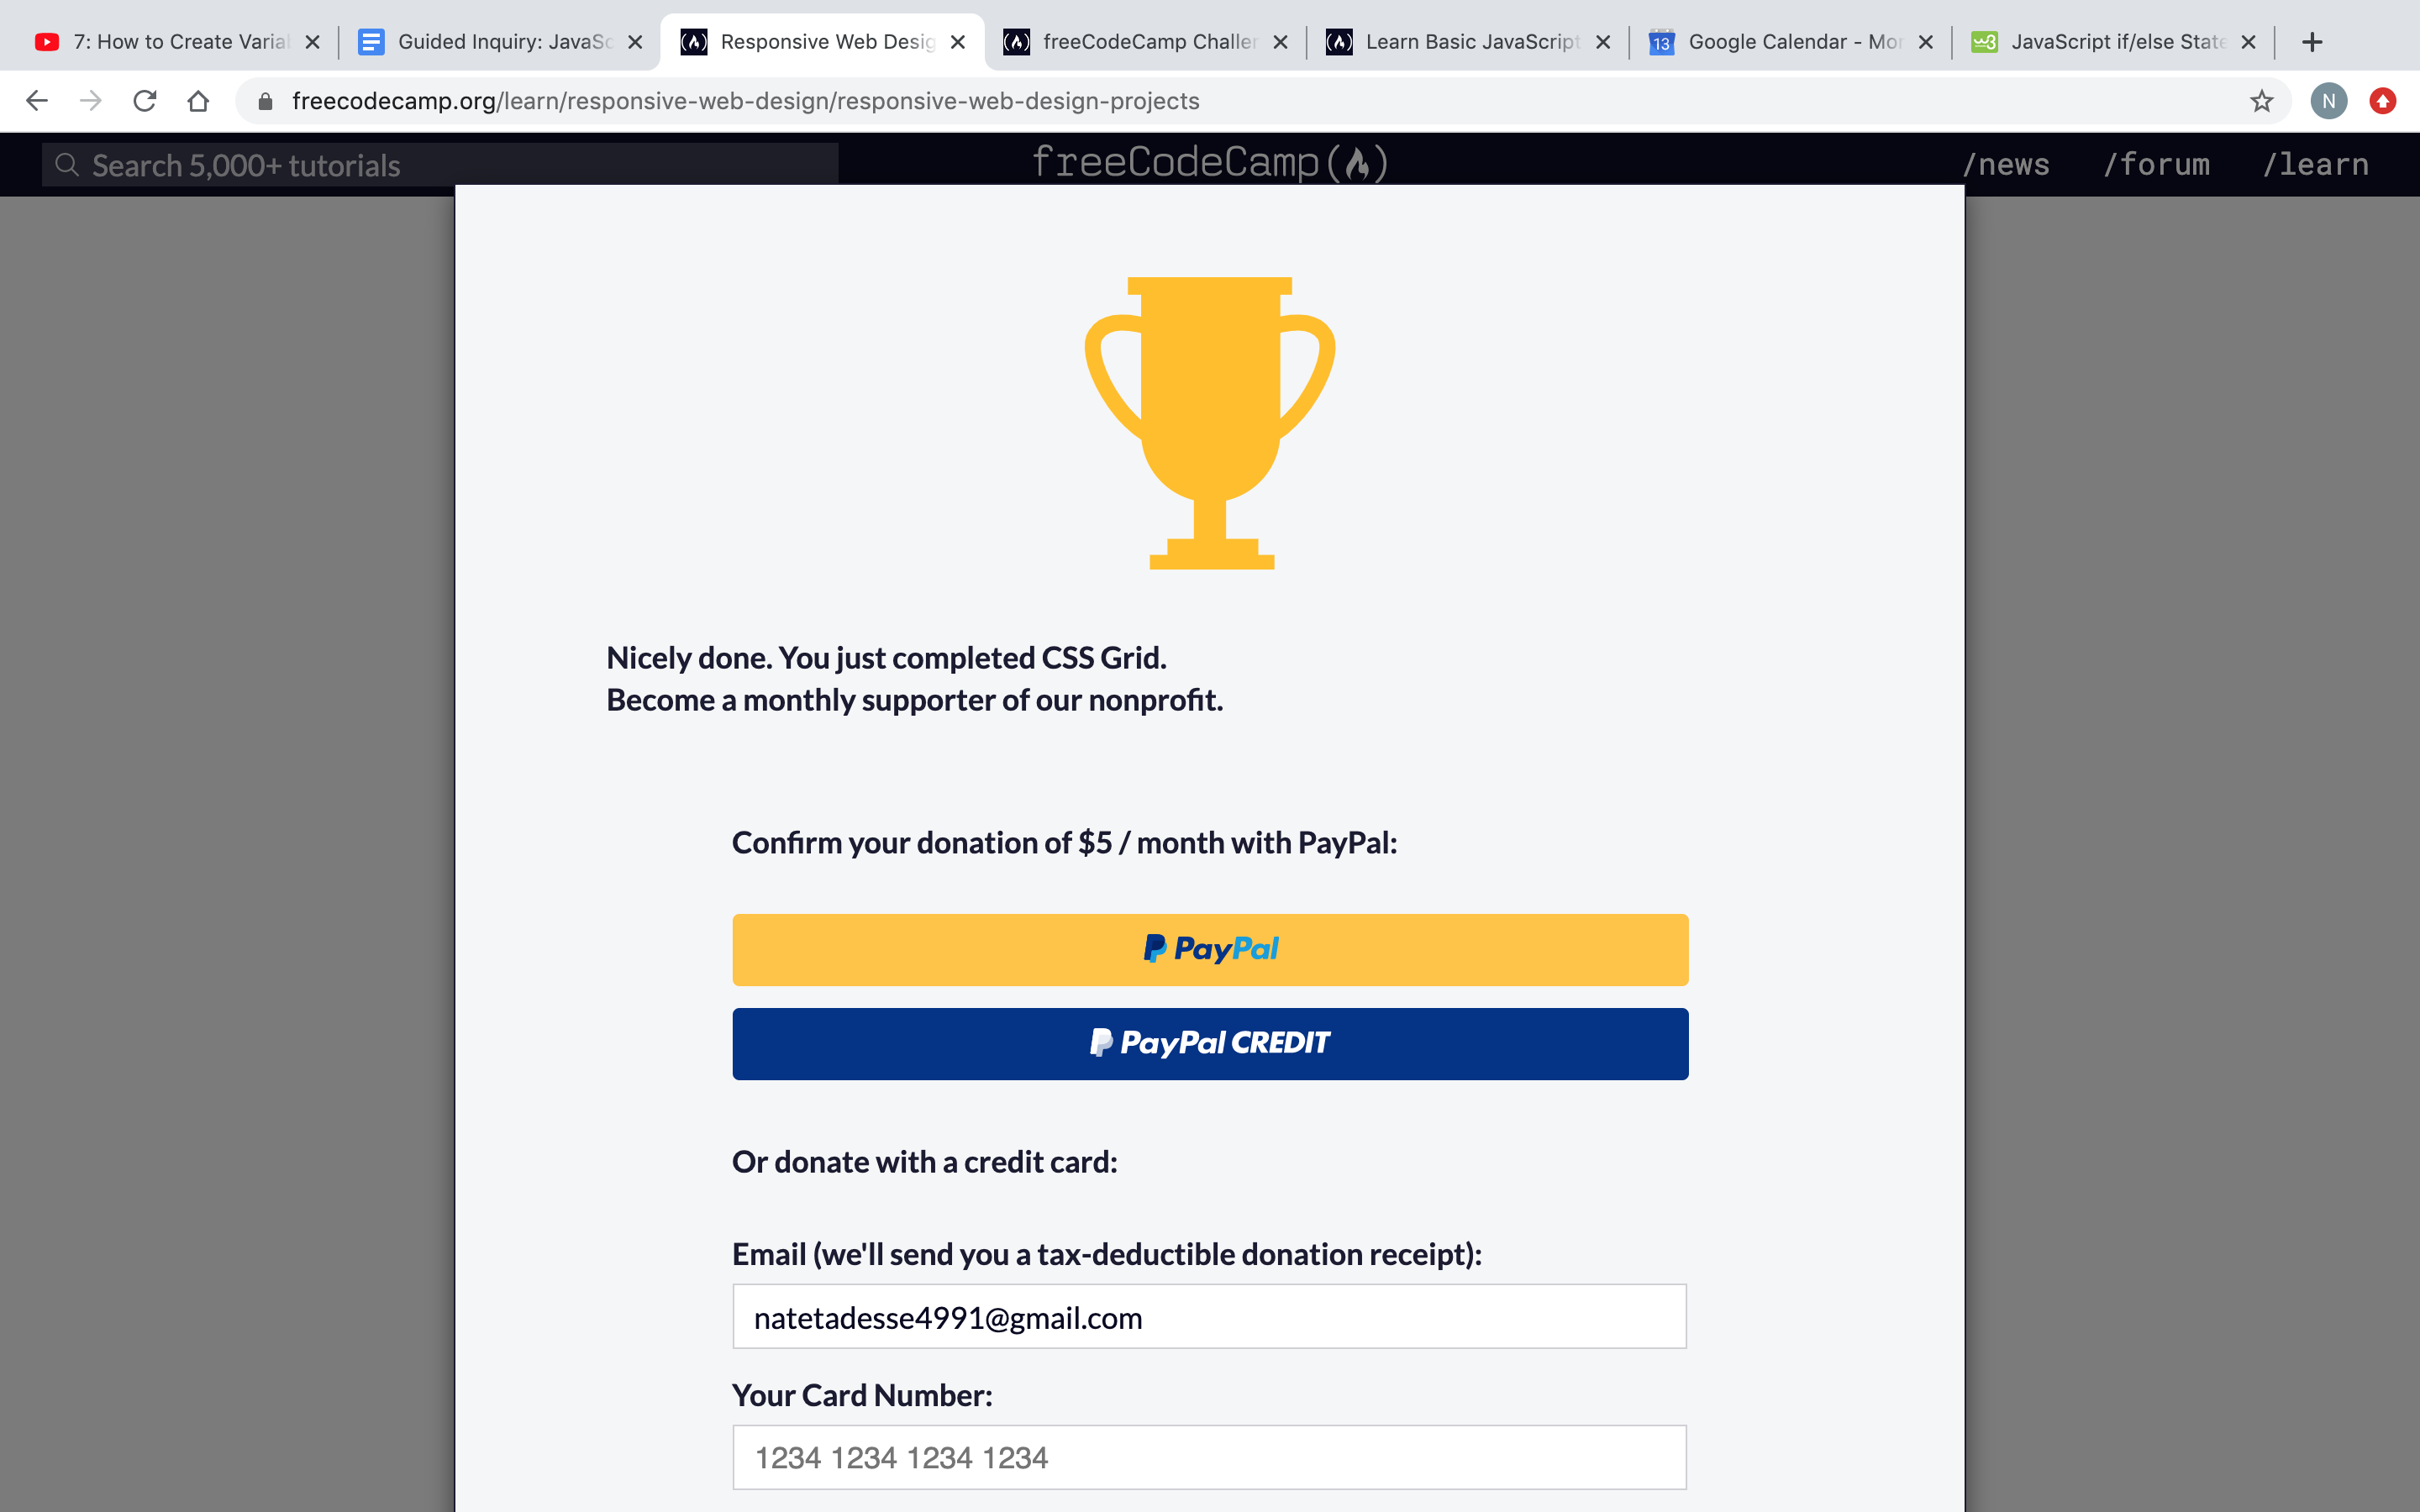 7: How to Create Varia
Guided Inquiry: JavaSc
Responsive Web Desig
freeCodeCamp Challer
Learn Basic JavaScript
13
Google Calendar - Mor
w3
JavaScript if/else State
freecodecamp.org/learn/responsive-web-design/responsive-web-design-projects
N
Search 5,000+ tutorials
freeCodeCamp
/news
/forum
/learn
Nicely done. You just completed CSS Grid.
Become a monthly supporter of our nonprofit.
Confirm your donation of $5 / month with PayPal:
PayPal
PayPal CREDIT
Or donate with a credit card:
Email (we'll send you a tax-deductible donation receipt):
natetadesse4991@gmail.com
Your Card Number:
1234 1234 1234 1234